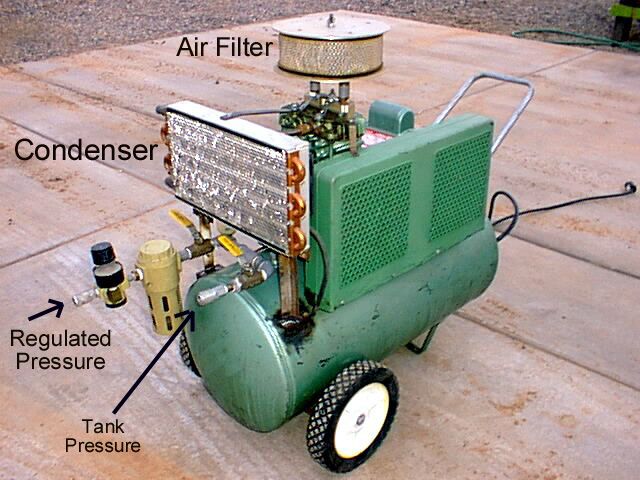 Air Filter
Condenser
Regulated
Pressure
Tank
Pressure